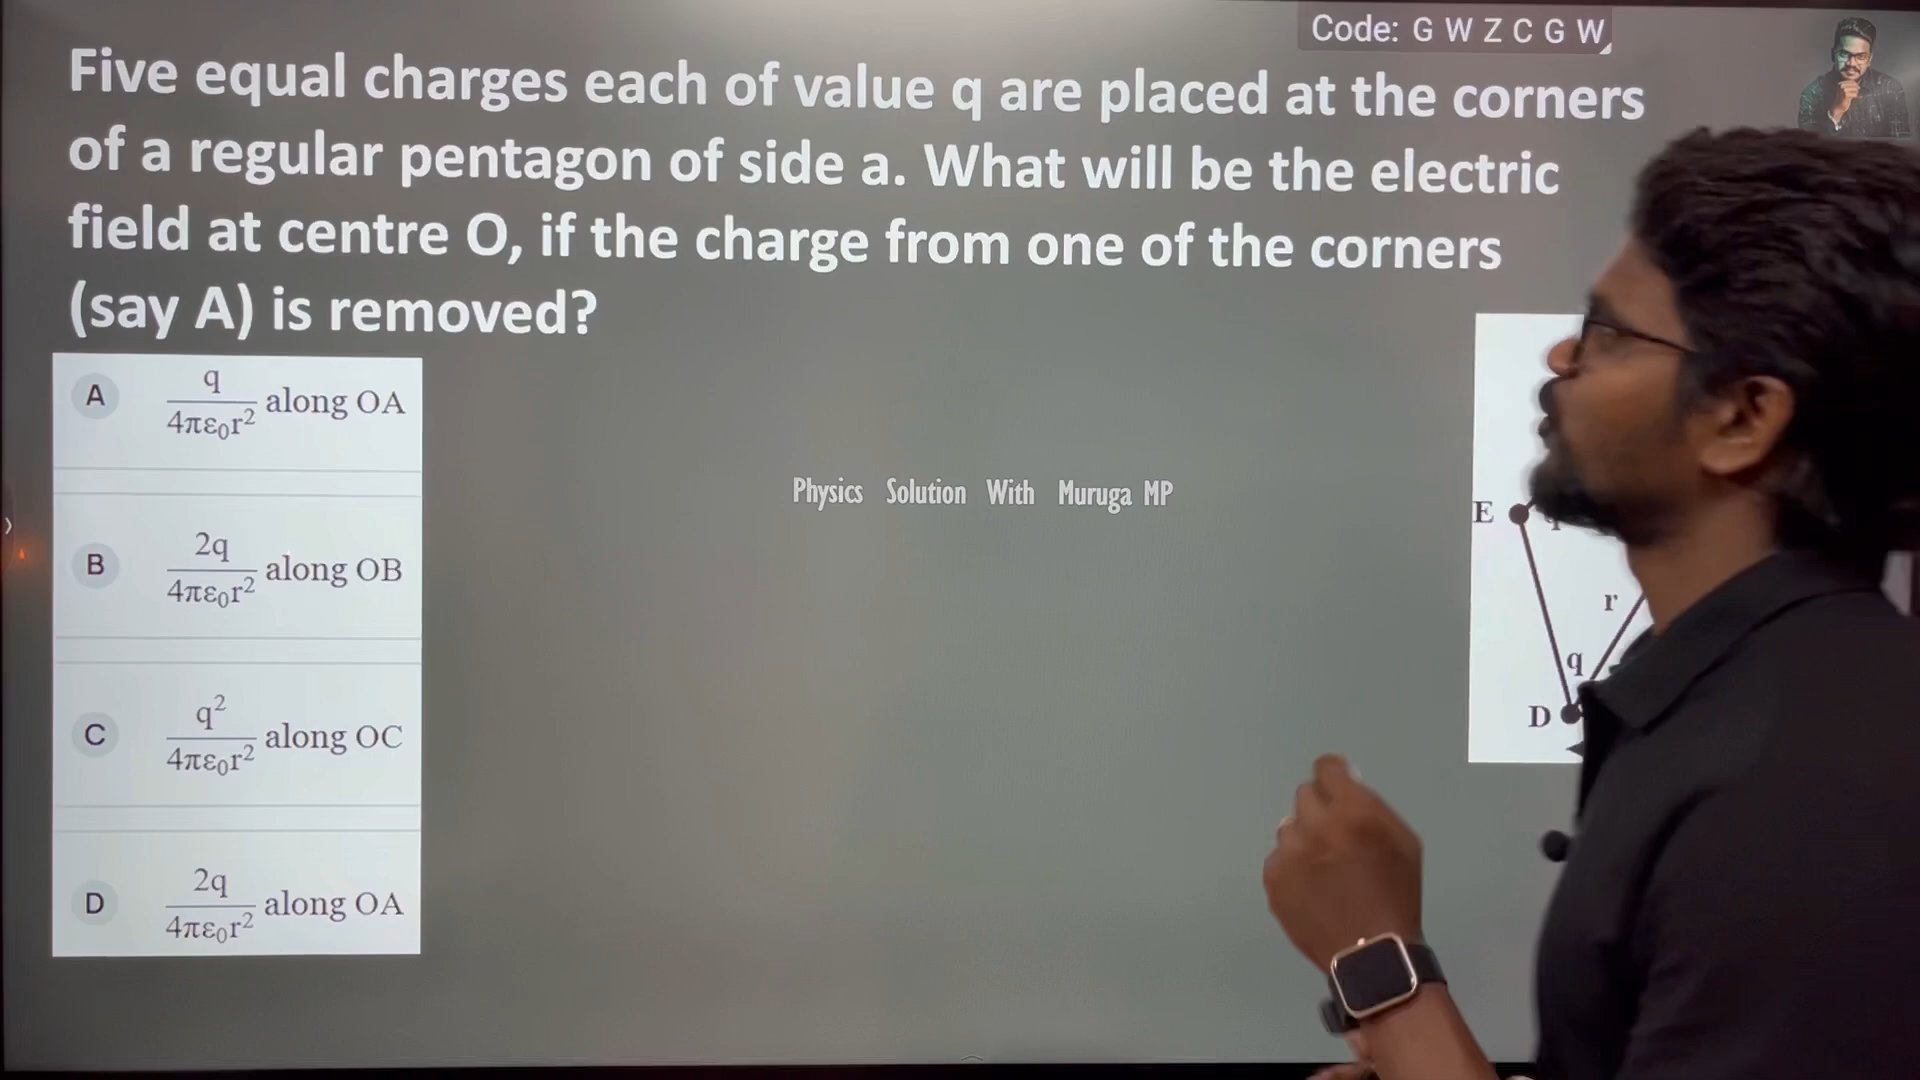 Code: G W Z C G W
Five equal charges each of value q are placed at the corners
of a regular pentagon of side a. What will be the electric
field at centre O, if the charge from one of the corners
(say A) is removed?
A q/4πε₀r² along OA
B 2q/4πε₀r² along OB
C q²/4πε₀r² along OC
D 2q/4πε₀r² along OA
Physics Solution With Muruga MP
E
r
q
D